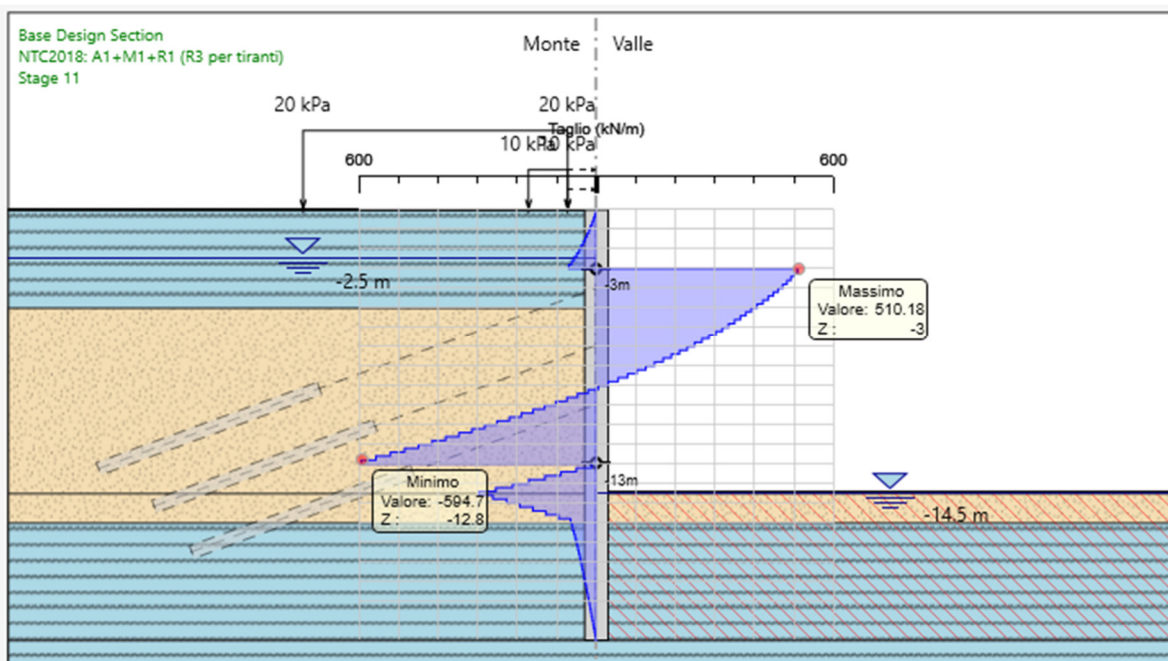 Base Design Section
NTC2018: A1+M1+R1 (R3 per tiranti)
Stage 11
Monte
Valle
20 kPa
20 kPa
Taglio (kN/m)
10 kPa
kPa
600
600
-2.5 m
-3m
Massimo
Valore: 510.18
Z : -3
Minimo
Valore: -594.7
Z : -12.8
-13m
-14.5 m